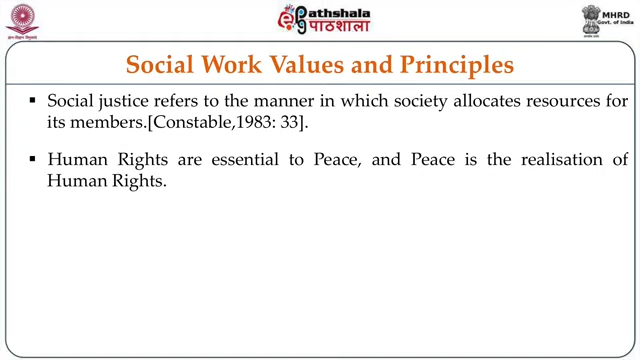 ePathshala
पाठशाला
MHRD
Govt. of India
Social Work Values and Principles
▪ Social justice refers to the manner in which society allocates resources for
its members.[Constable,1983: 33].
▪ Human Rights are essential to Peace, and Peace is the realisation of
Human Rights.